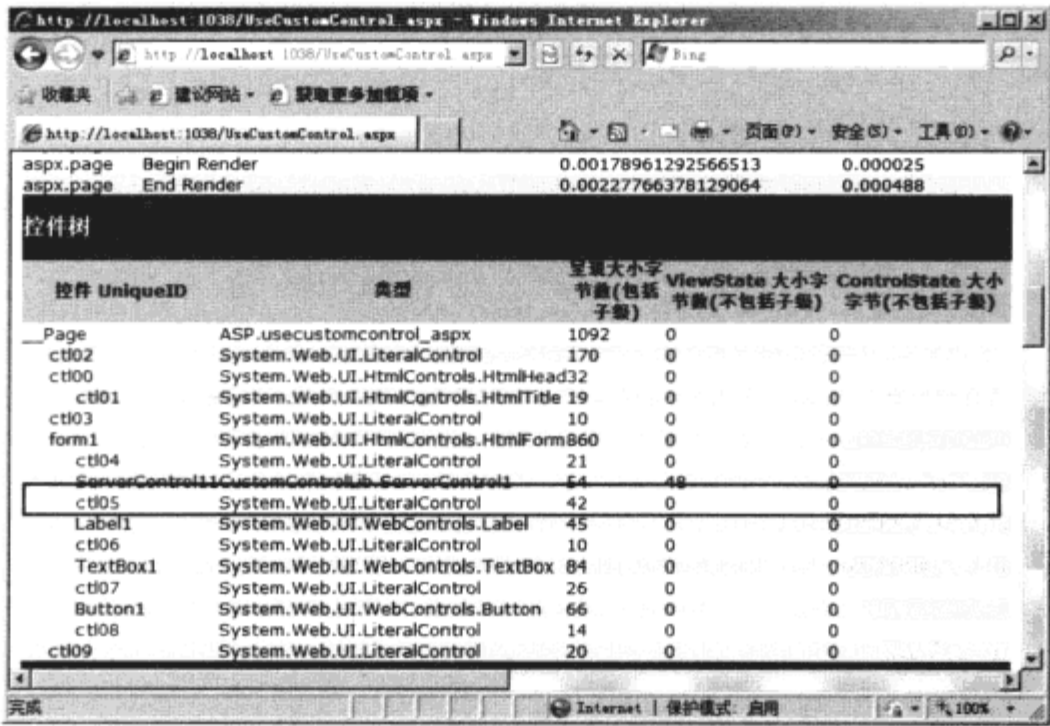 http://localhost:1038/UseCustomControl.aspx - Windows Internet Explorer
http://localhost:1038/UseCustomControl.aspx Bing
收藏夹 建议网站 获取更多加载项
http://localhost:1038/UseCustomControl.aspx 页面(P) 安全(S) 工具(O)
aspx.page Begin Render 0.00178961292566513 0.000025
aspx.page End Render 0.00227766378129064 0.000488
控件树
控件 UniqueID 类型 呈现大小字节数(包括子级) ViewState 大小字节数(不包括子级) ControlState 大小字节(不包括子级)
__Page ASP.usecustomcontrol_aspx 1092 0 0
ctl02 System.Web.UI.LiteralControl 170 0 0
ctl00 System.Web.UI.HtmlControls.HtmlHead 32 0 0
ctl01 System.Web.UI.HtmlControls.HtmlTitle 19 0 0
ctl03 System.Web.UI.LiteralControl 10 0 0
form1 System.Web.UI.HtmlControls.HtmlForm 860 0 0
ctl04 System.Web.UI.LiteralControl 21 0 0
ServerControl11 CustomControlLib.ServerControl1 54 48 0
ctl05 System.Web.UI.LiteralControl 42 0 0
Label1 System.Web.UI.WebControls.Label 45 0 0
ctl06 System.Web.UI.LiteralControl 10 0 0
TextBox1 System.Web.UI.WebControls.TextBox 84 0 0
ctl07 System.Web.UI.LiteralControl 26 0 0
Button1 System.Web.UI.WebControls.Button 66 0 0
ctl08 System.Web.UI.LiteralControl 14 0 0
ctl09 System.Web.UI.LiteralControl 20 0 0
完成 Internet | 保护模式: 启用 100%